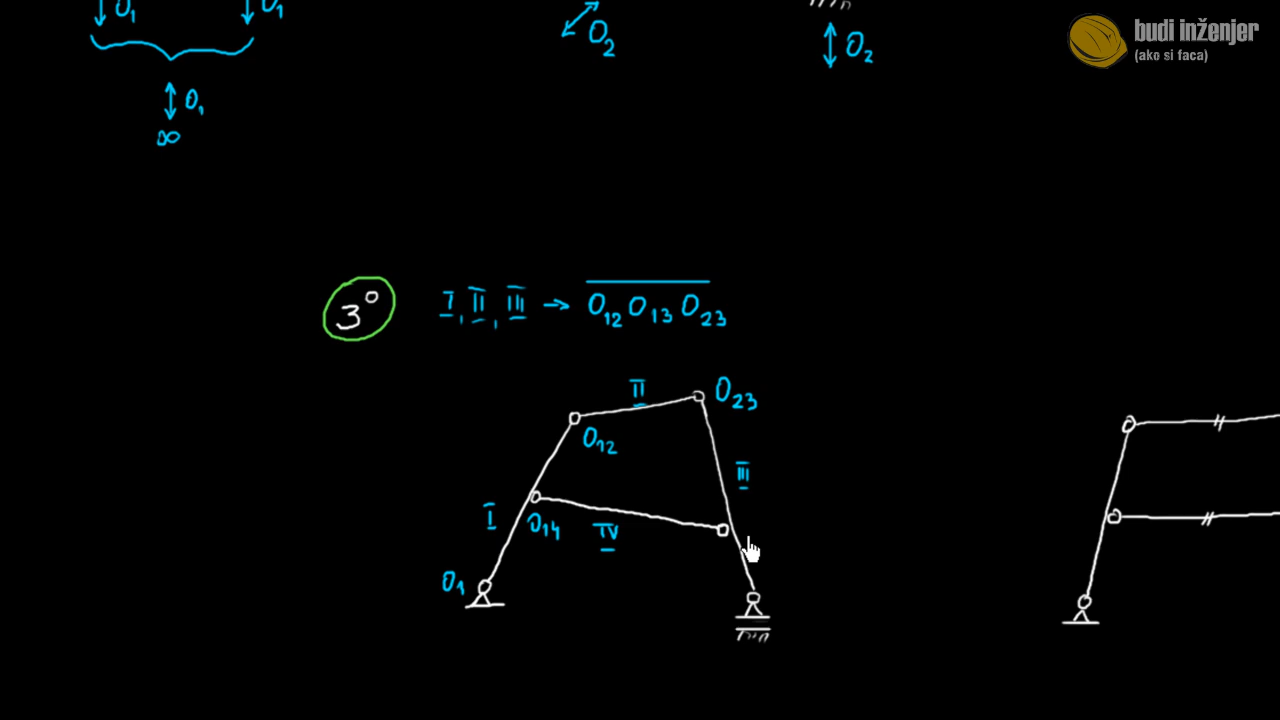 O₁ O₁
O₂
O₂
budi inženjer
(ako si faca)
O₁
∞
3° I, II, III → O₁₂ O₁₃ O₂₃
II O₂₃
O₁₂
III
I O₁₄ IV
O₁